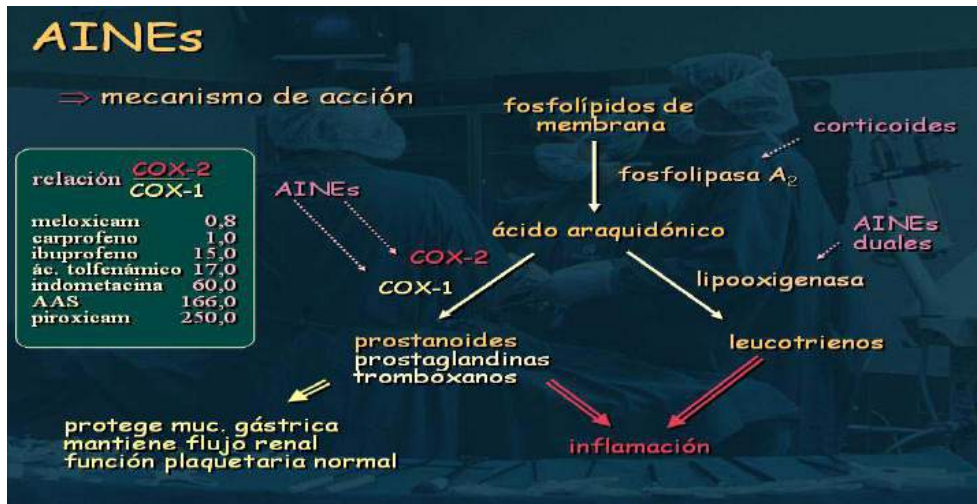 AINEs
⇒ mecanismo de acción
relación COX-2
COX-1
meloxicam 0,8
carprofeno 1,0
ibuprofeno 15,0
ác. tolfenámico 17,0
indometacina 60,0
AAS 166,0
piroxicam 250,0
AINEs
COX-2
COX-1
fosfolípidos de
membrana
corticoides
fosfolipasa A₂
ácido araquidónico
AINEs
duales
lipooxigenasa
prostanoides
prostaglandinas
tromboxanos
leucotrienos
protege muc. gástrica
mantiene flujo renal
función plaquetaria normal
inflamación